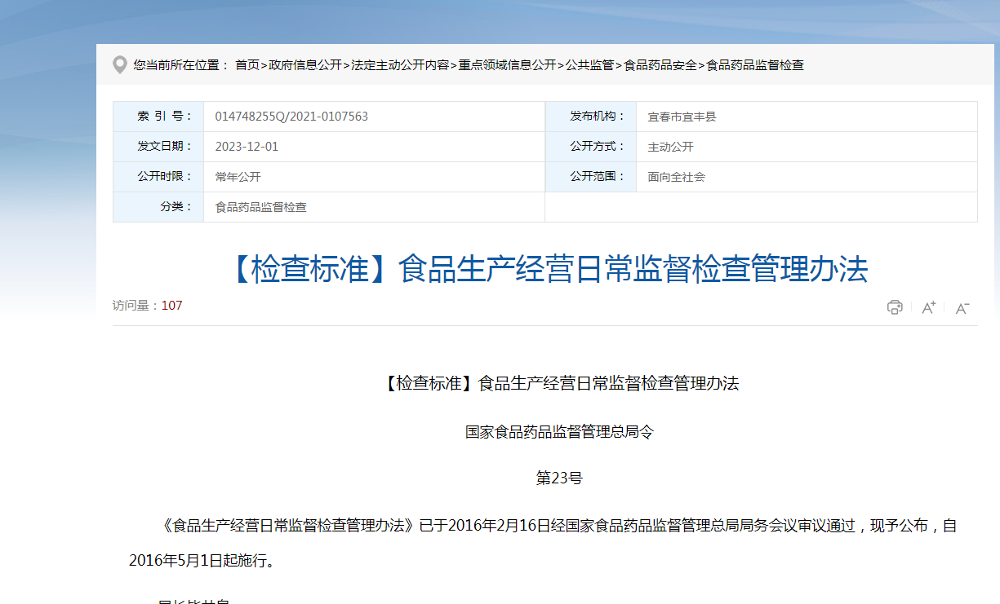 您当前所在位置： 首页>政府信息公开>法定主动公开内容>重点领域信息公开>公共监管>食品药品安全>食品药品监督检查
索 引 号： 014748255Q/2021-0107563 发布机构： 宜春市宜丰县
发文日期： 2023-12-01 公开方式： 主动公开
公开时限： 常年公开 公开范围： 面向全社会
分类： 食品药品监督检查
【检查标准】食品生产经营日常监督检查管理办法
访问量：107
A+ A-
【检查标准】食品生产经营日常监督检查管理办法
国家食品药品监督管理总局令
第23号
《食品生产经营日常监督检查管理办法》已于2016年2月16日经国家食品药品监督管理总局局务会议审议通过，现予公布，自
2016年5月1日起施行。